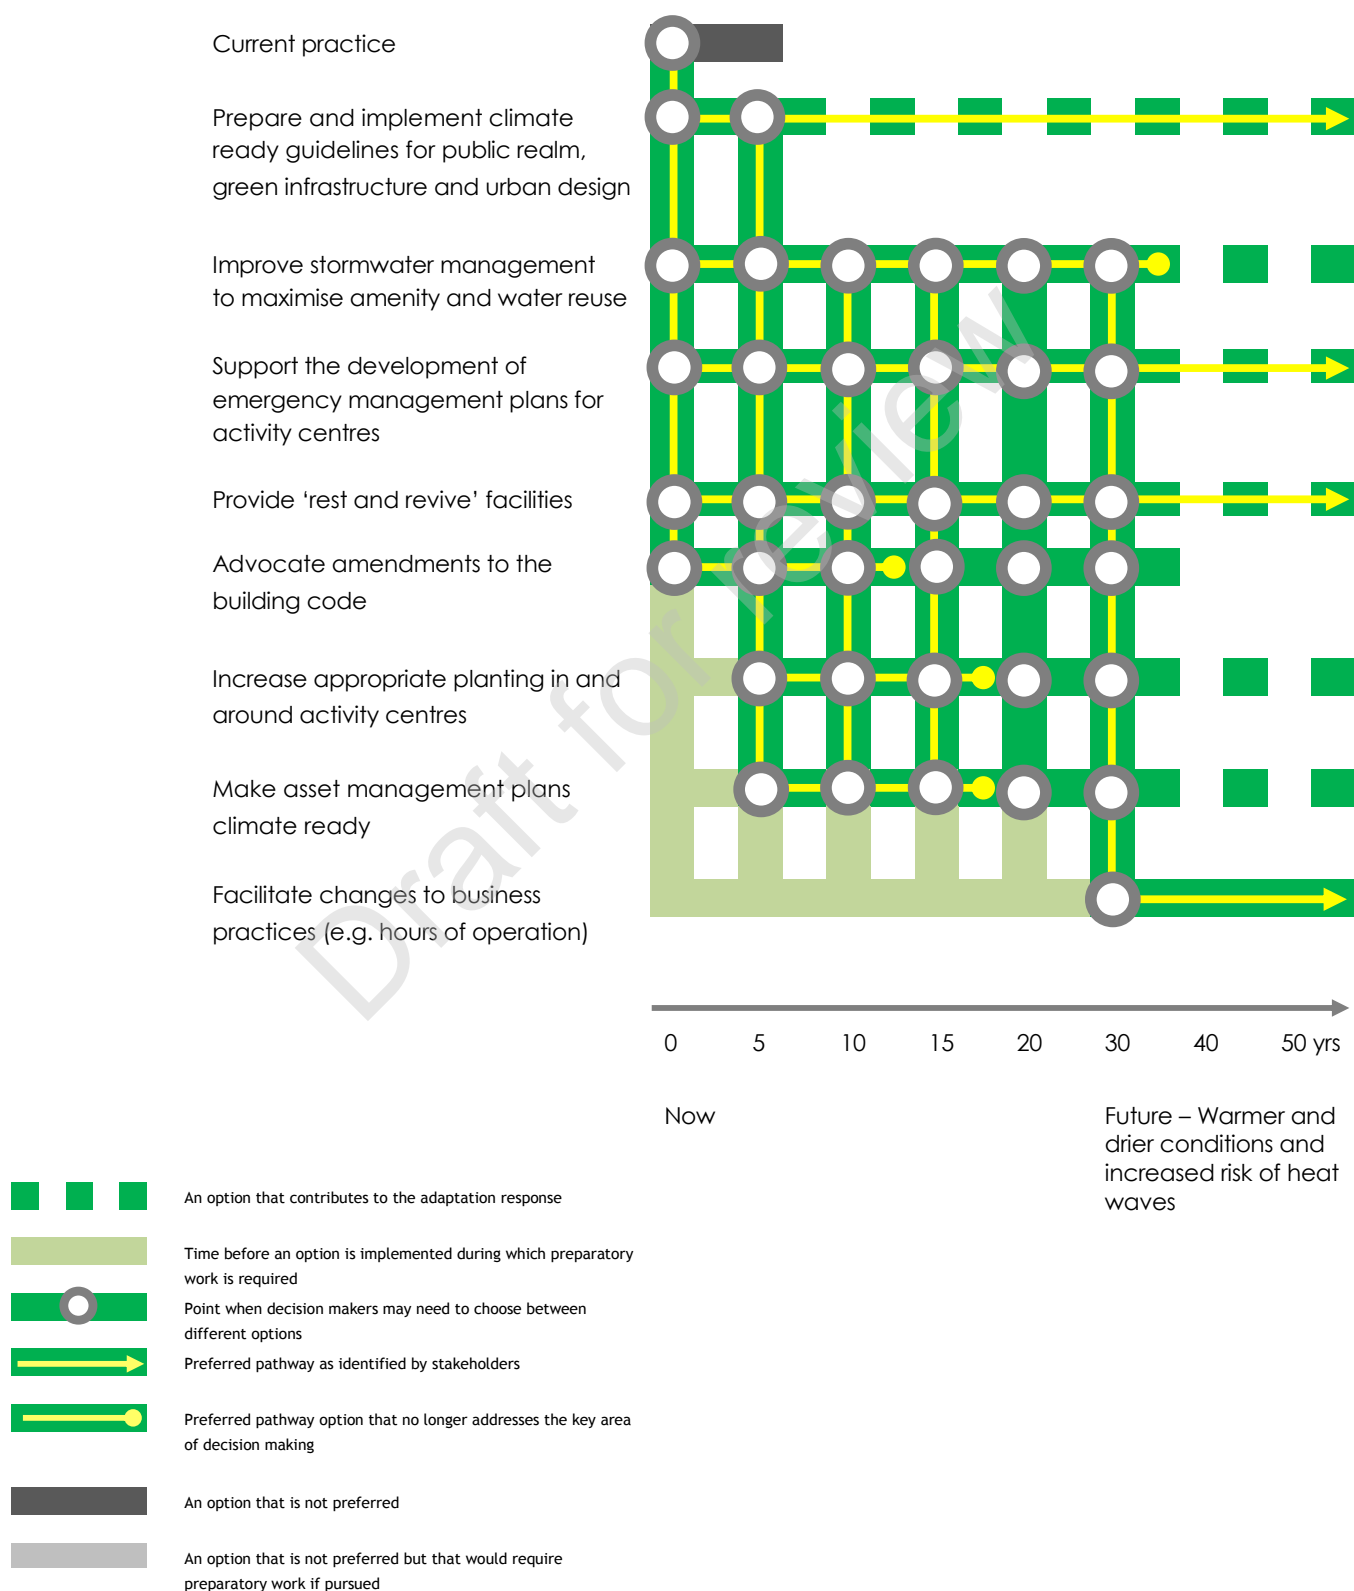 Current practice
Prepare and implement climate
ready guidelines for public realm,
green infrastructure and urban design
Improve stormwater management
to maximise amenity and water reuse
Support the development of
emergency management plans for
activity centres
Provide ‘rest and revive’ facilities
Advocate amendments to the
building code
Increase appropriate planting in and
around activity centres
Make asset management plans
climate ready
Facilitate changes to business
practices (e.g. hours of operation)
Draft for review
0 5 10 15 20 30 40 50 yrs
Now
Future – Warmer and
drier conditions and
increased risk of heat
waves
An option that contributes to the adaptation response
Time before an option is implemented during which preparatory
work is required
Point when decision makers may need to choose between
different options
Preferred pathway as identified by stakeholders
Preferred pathway option that no longer addresses the key area
of decision making
An option that is not preferred
An option that is not preferred but that would require
preparatory work if pursued